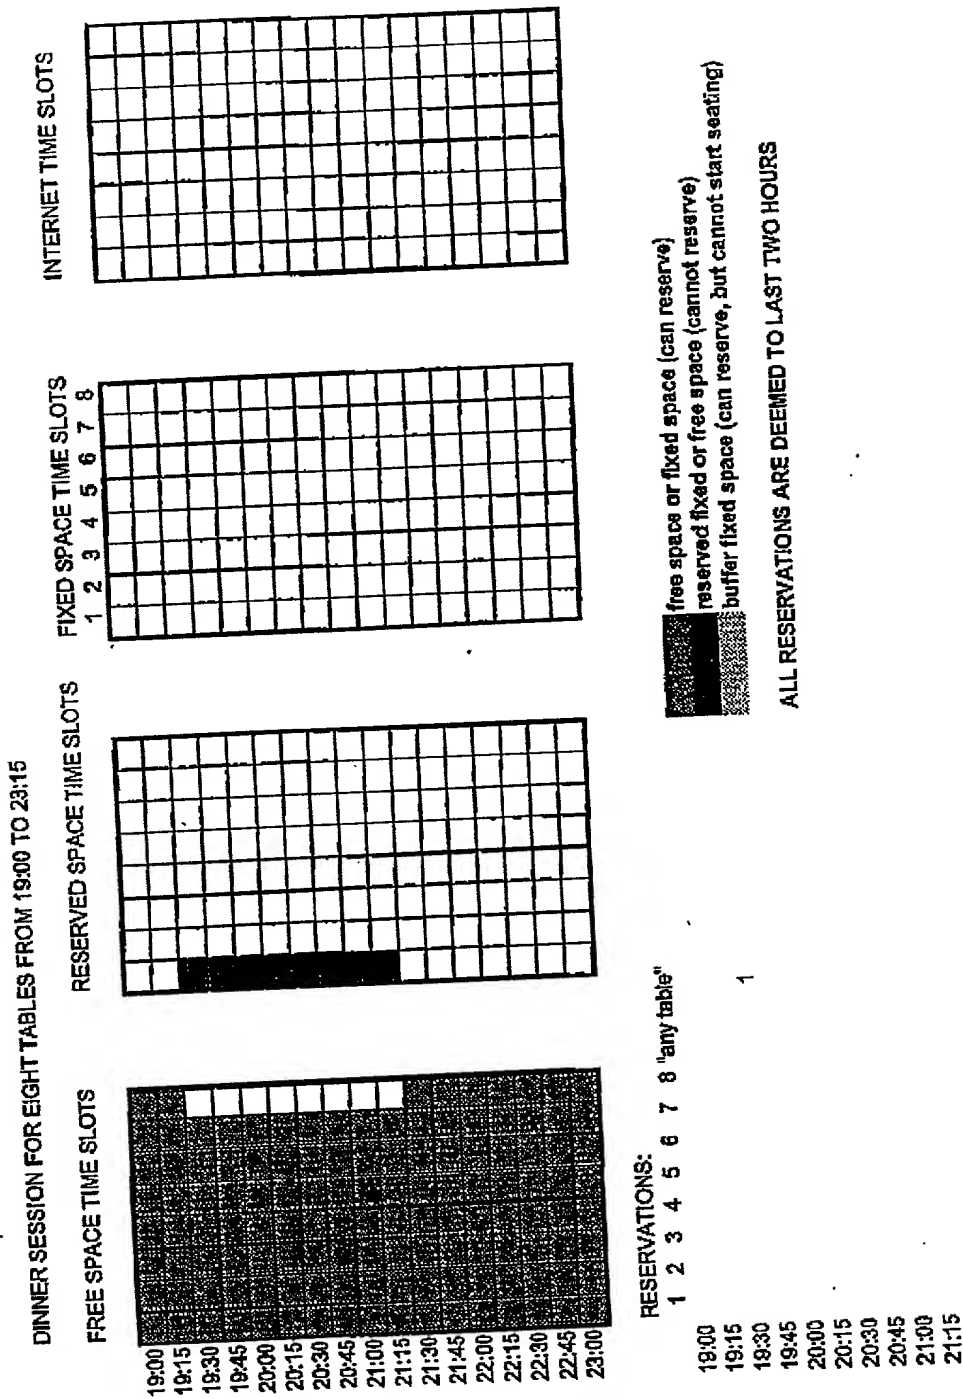 DINNER SESSION FOR EIGHT TABLES FROM 19:00 TO 23:15
FREE SPACE TIME SLOTS
RESERVED SPACE TIME SLOTS
FIXED SPACE TIME SLOTS
1 2 3 4 5 6 7 8
INTERNET TIME SLOTS
19:00
19:15
19:30
19:45
20:00
20:15
20:30
20:45
21:00
21:15
21:30
21:45
22:00
22:15
22:30
22:45
23:00
RESERVATIONS:
1 2 3 4 5 6 7 8 "any table"
19:00
19:15
19:30 1
19:45
20:00
20:15
20:30
20:45
21:00
21:15
free space or fixed space (can reserve)
reserved fixed or free space (cannot reserve)
buffer fixed space (can reserve, but cannot start seating)
ALL RESERVATIONS ARE DEEMED TO LAST TWO HOURS